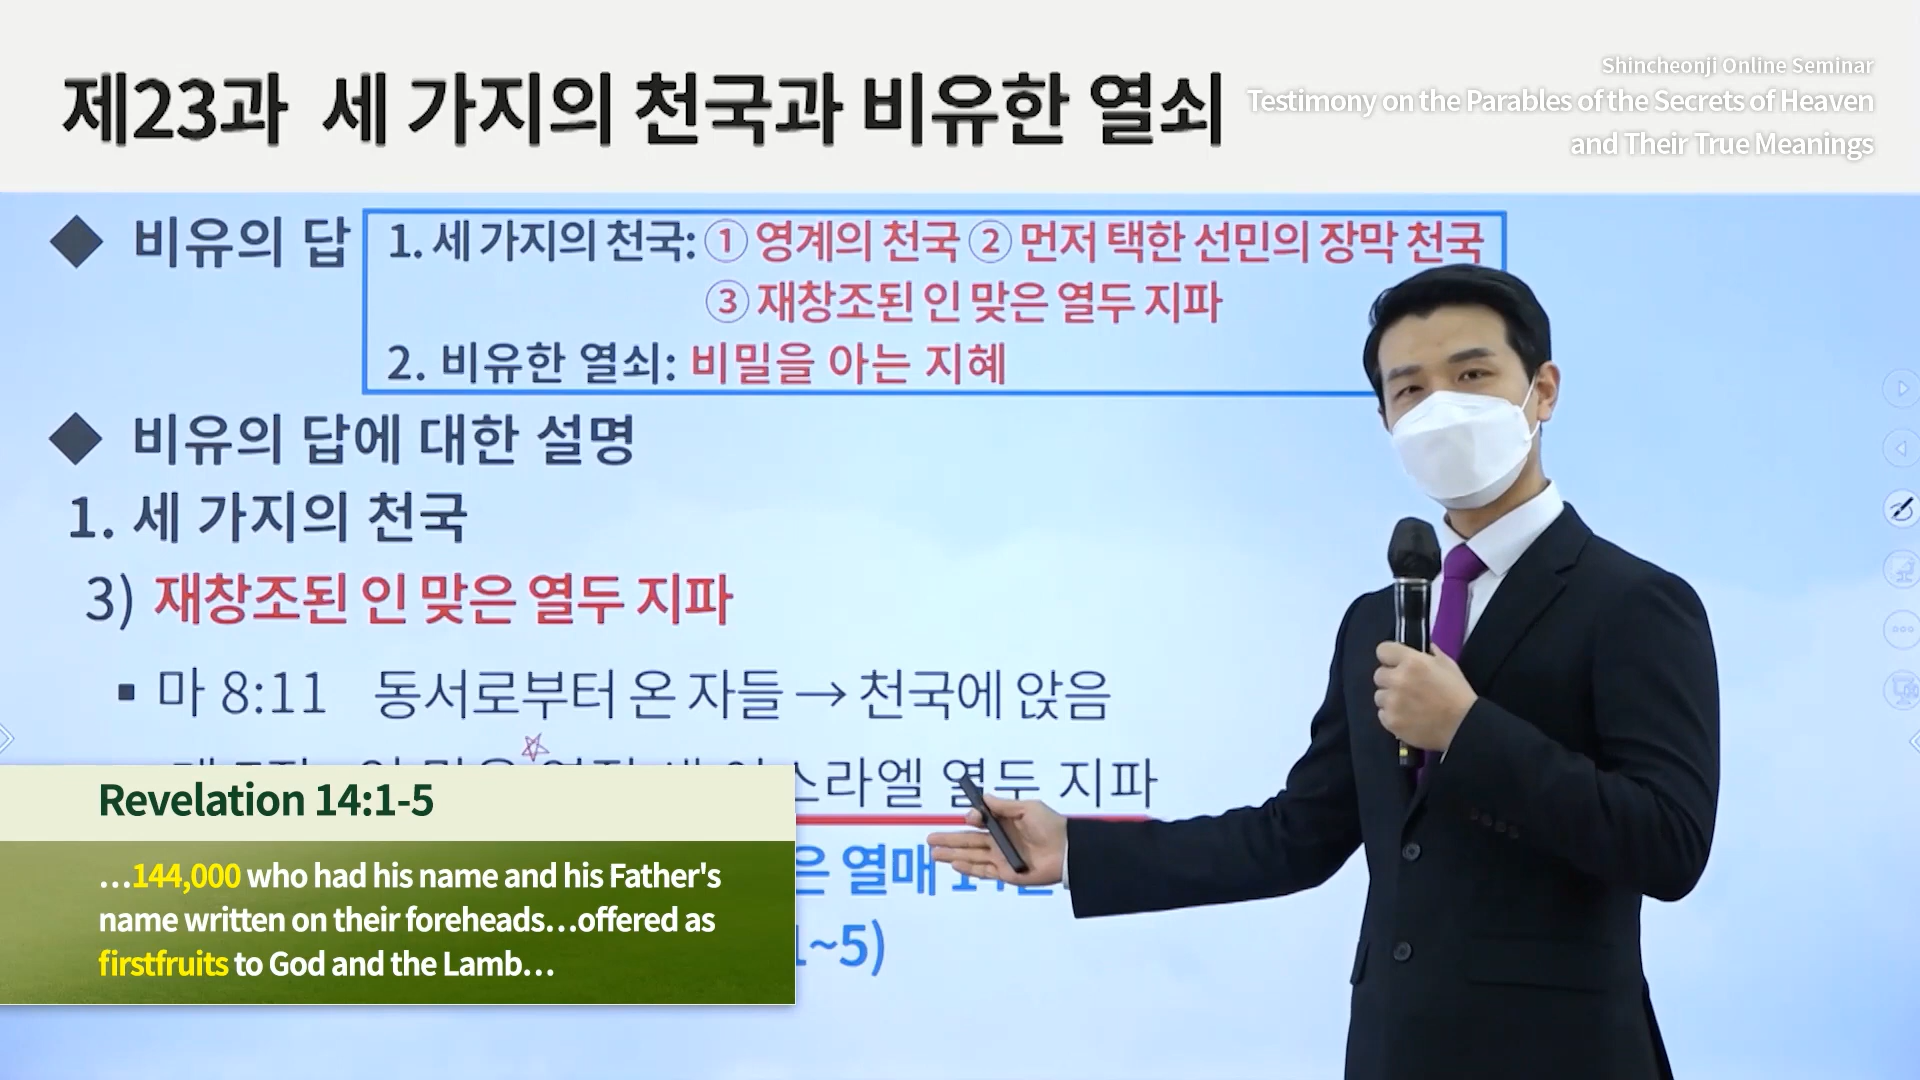 제23과 세 가지의 천국과 비유한 열쇠
Shincheonji Online Seminar
Testimony on the Parables of the Secrets of Heaven
and Their True Meanings
◆ 비유의 답
1. 세 가지의 천국: ① 영계의 천국 ② 먼저 택한 선민의 장막 천국
③ 재창조된 인 맞은 열두 지파
2. 비유한 열쇠: 비밀을 아는 지혜
◆ 비유의 답에 대한 설명
1. 세 가지의 천국
3) 재창조된 인 맞은 열두 지파
▪ 마 8:11 동서로부터 온 자들 → 천국에 앉음
스라엘 열두 지파
은 열매
1~5)
Revelation 14:1-5
…144,000 who had his name and his Father's
name written on their foreheads…offered as
firstfruits to God and the Lamb…